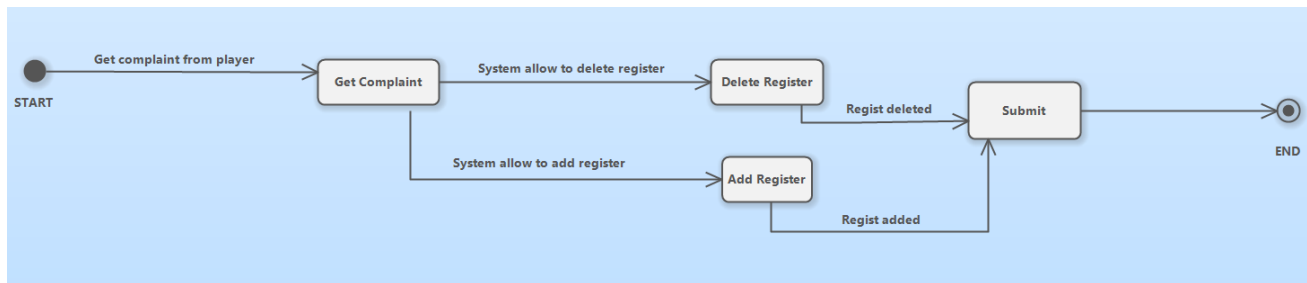 Get complaint from player
START
Get Complaint
System allow to delete register
Delete Register
Regist deleted
Submit
END
System allow to add register
Add Register
Regist added